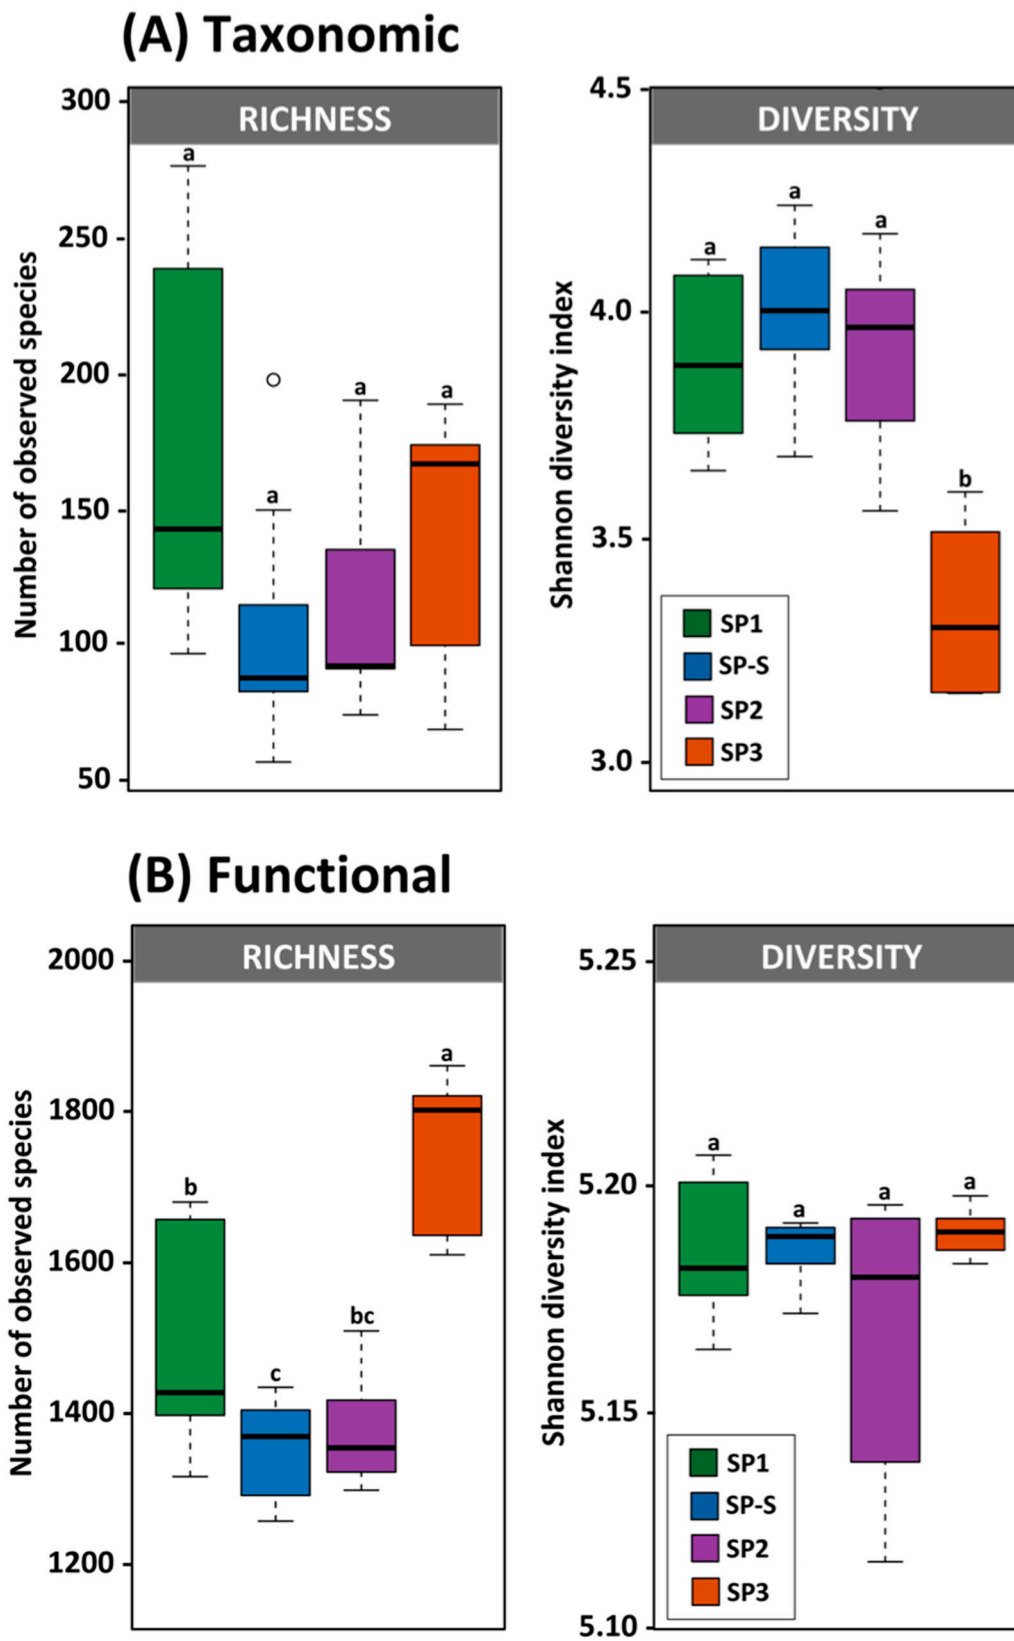 (A) Taxonomic
RICHNESS
Number of observed species
300
250
200
150
100
50
a
a
a
a
DIVERSITY
Shannon diversity index
4.5
4.0
3.5
3.0
a
a
a
b
SP1
SP-S
SP2
SP3
(B) Functional
RICHNESS
Number of observed species
2000
1800
1600
1400
1200
b
c
bc
a
DIVERSITY
Shannon diversity index
5.25
5.20
5.15
5.10
a
a
a
a
SP1
SP-S
SP2
SP3